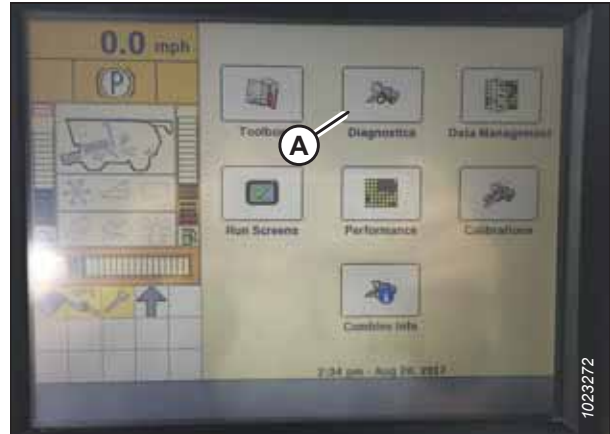 0.0 mph
(P)
Toolbox
Diagnostics
Data Management
A
Run Screens
Performance
Calibrations
Combine Info
2:34 pm - Aug 24, 2017
1023272